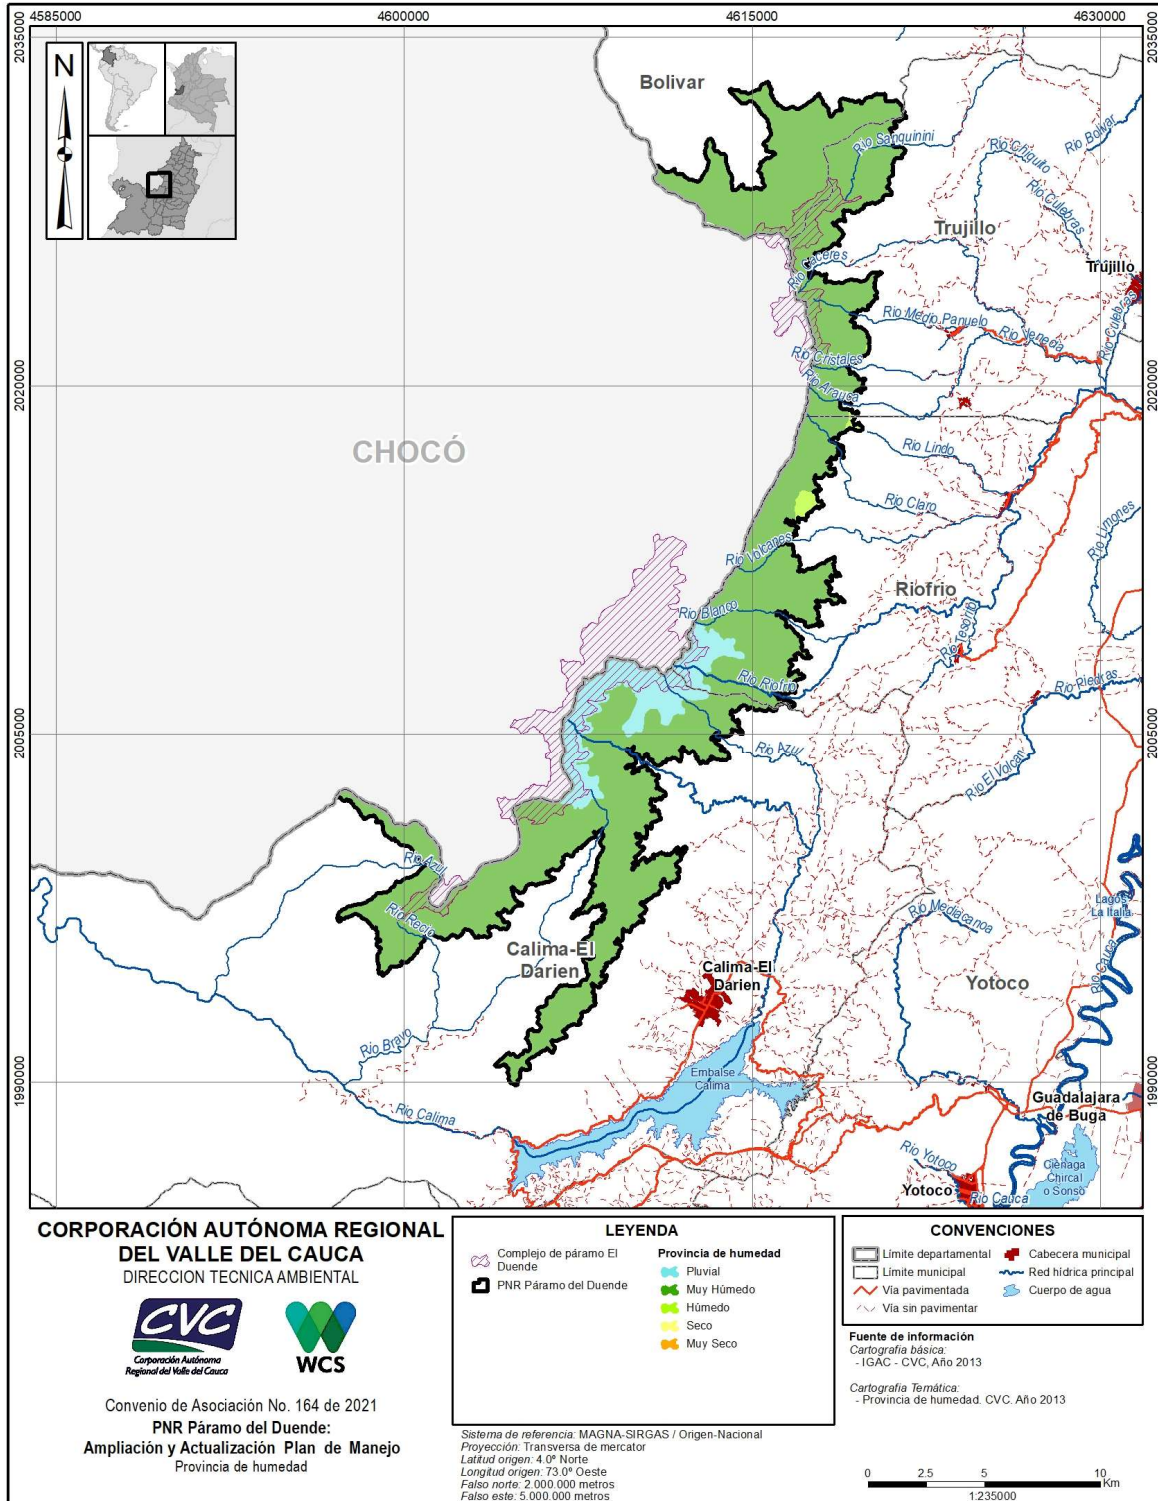 4585000
4600000
4615000
4630000
2035000
2035000
N
Bolivar
Rio Sanquinini
Rio Chiquito
Rio Bolivar
Rio Culebras
Trujillo
Trujillo
Rio Caceres
Rio Culebras
Rio Medio Panuelo
Rio Cristales
Rio Arauca
2020000
2020000
CHOCÓ
Rio Lindo
Rio Claro
Rio Limones
Rio Volcanes
Riofrio
Rio Blanco
Rio Tesorito
Rio Riofrio
Rio Piedras
2005000
2005000
Rio Azul
Rio El Volcan
Rio Azul
Rio Recio
Rio Mediacanoa
Lagos
La Italia
Calima-El
Darien
Calima-El
Darien
Yotoco
Rio Cauca
Rio Bravo
1990000
1990000
Embalse
Calima
Guadalajara
de Buga
Rio Calima
Rio Yotoco
Cienaga
Chircal
o Sonso
Yotoco
Rio Cauca
CORPORACIÓN AUTÓNOMA REGIONAL
DEL VALLE DEL CAUCA
DIRECCION TECNICA AMBIENTAL
CVC
Corporación Autónoma
Regional del Valle del Cauca
WCS
Convenio de Asociación No. 164 de 2021
PNR Páramo del Duende:
Ampliación y Actualización Plan de Manejo
Provincia de humedad
LEYENDA
Complejo de páramo El
Duende
PNR Páramo del Duende
Provincia de humedad
Pluvial
Muy Húmedo
Húmedo
Seco
Muy Seco
Sistema de referencia: MAGNA-SIRGAS / Origen-Nacional
Proyección: Transversa de mercator
Latitud origen: 4.0º Norte
Longitud origen: 73.0º Oeste
Falso norte: 2.000.000 metros
Falso este: 5.000.000 metros
CONVENCIONES
Límite departamental
Límite municipal
Vía pavimentada
Vía sin pavimentar
Cabecera municipal
Red hídrica principal
Cuerpo de agua
Fuente de información
Cartografía básica:
- IGAC - CVC, Año 2013
Cartografía Temática:
- Provincia de humedad. CVC. Año 2013
0 2.5 5 10
Km
1:235000